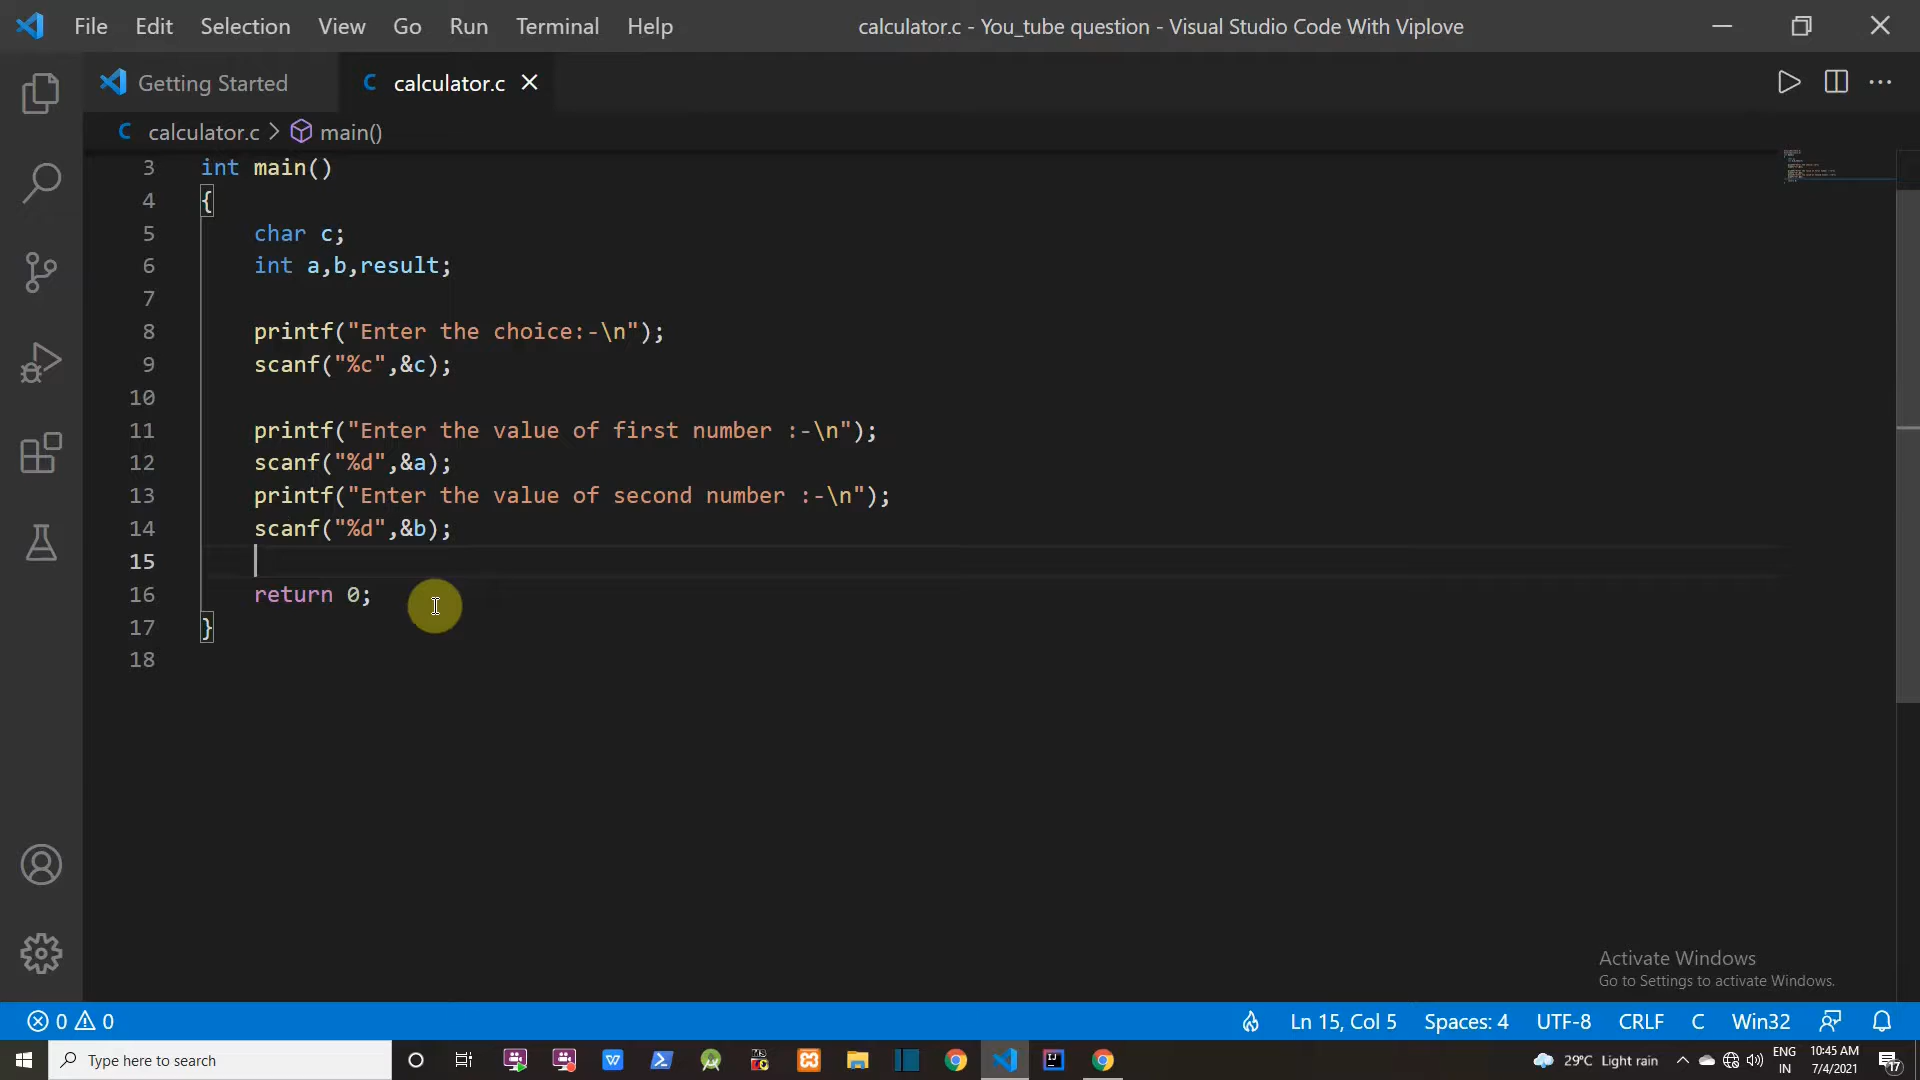 File Edit Selection View Go Run Terminal Help calculator.c - You_tube question - Visual Studio Code With Viplove
Getting Started C calculator.c
C calculator.c > main()
3 int main()
4 {
5 char c;
6 int a,b,result;
7
8 printf("Enter the choice:-\n");
9 scanf("%c",&c);
10
11 printf("Enter the value of first number :-\n");
12 scanf("%d",&a);
13 printf("Enter the value of second number :-\n");
14 scanf("%d",&b);
15
16 return 0;
17 }
18
Activate Windows
Go to Settings to activate Windows.
0 0 Ln 15, Col 5 Spaces: 4 UTF-8 CRLF C Win32
Type here to search 29°C Light rain ENG IN 10:45 AM 7/4/2021 17